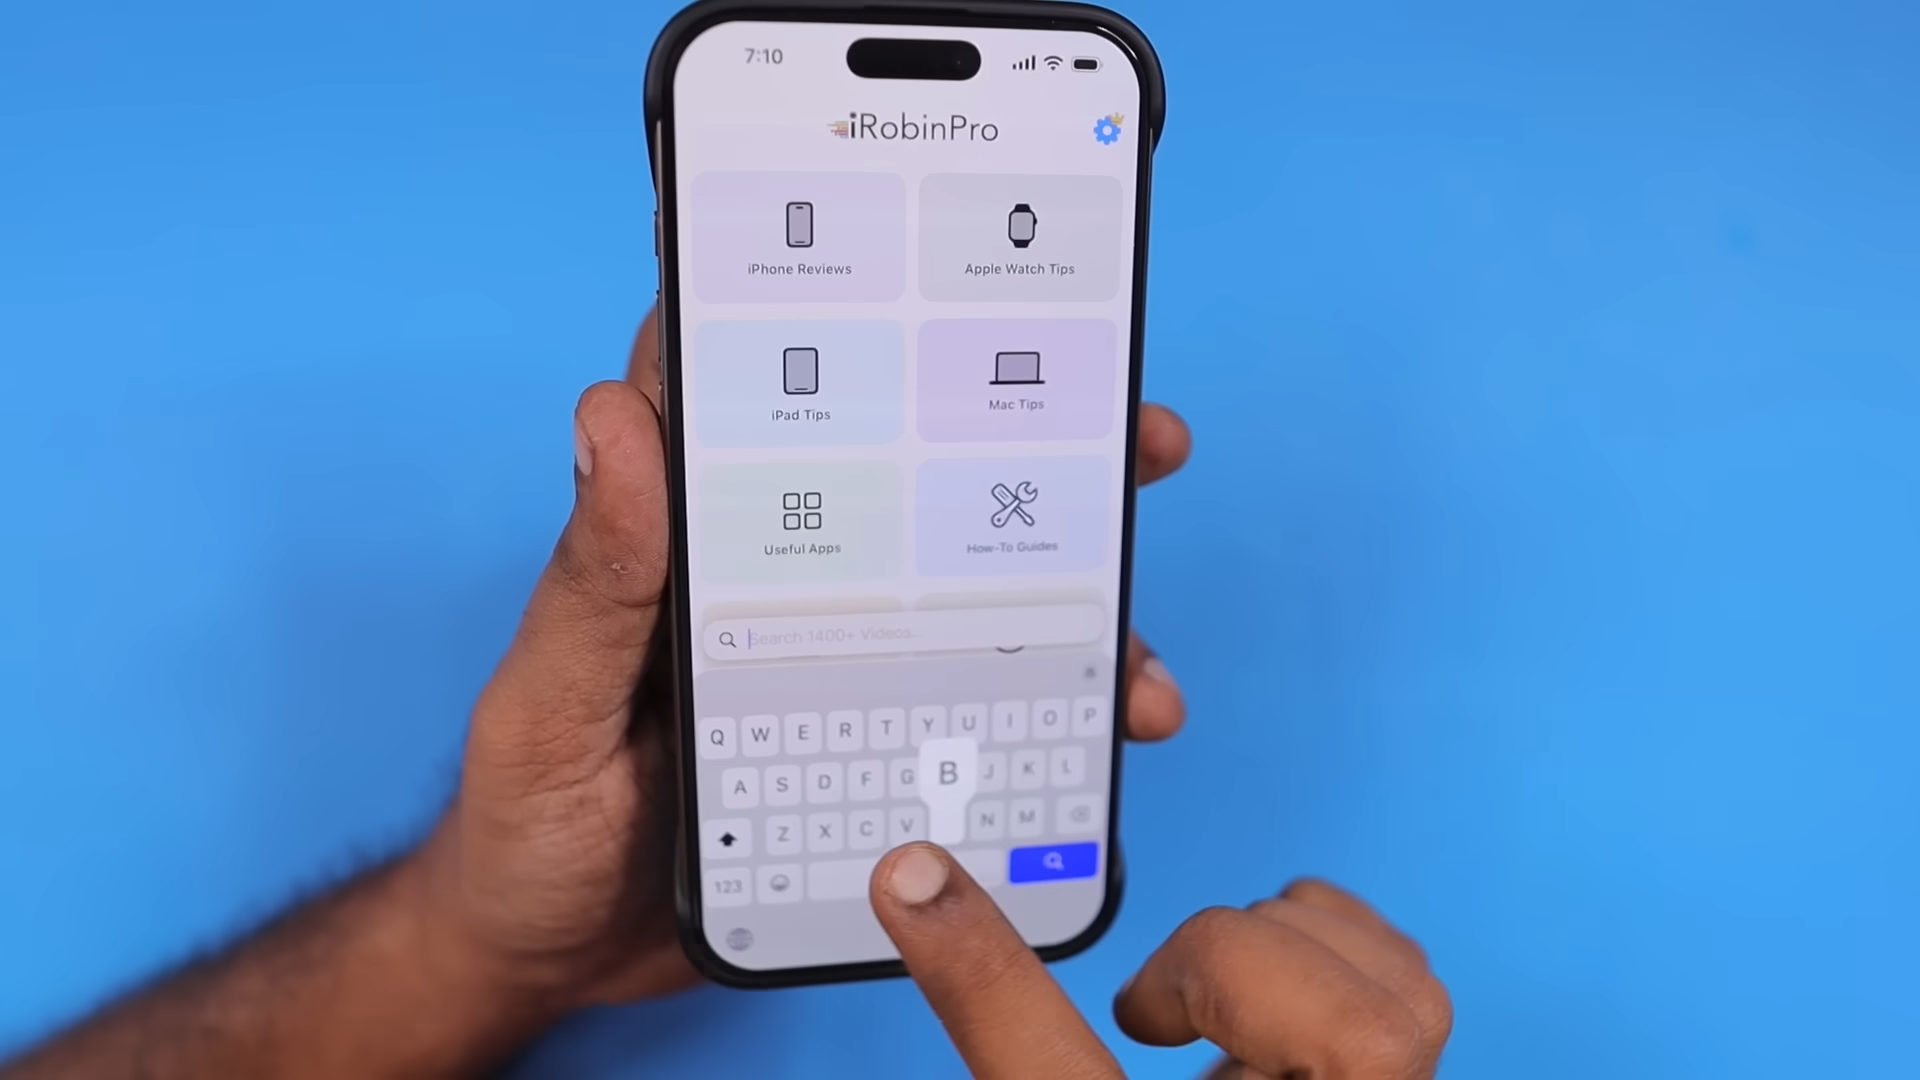 7:10
iRobinPro
iPhone Reviews
Apple Watch Tips
iPad Tips
Mac Tips
Useful Apps
How-To Guides
Search 1400+ Videos...
Q W E R T Y U I O P
A S D F G B J K L
Z X C V N M
123